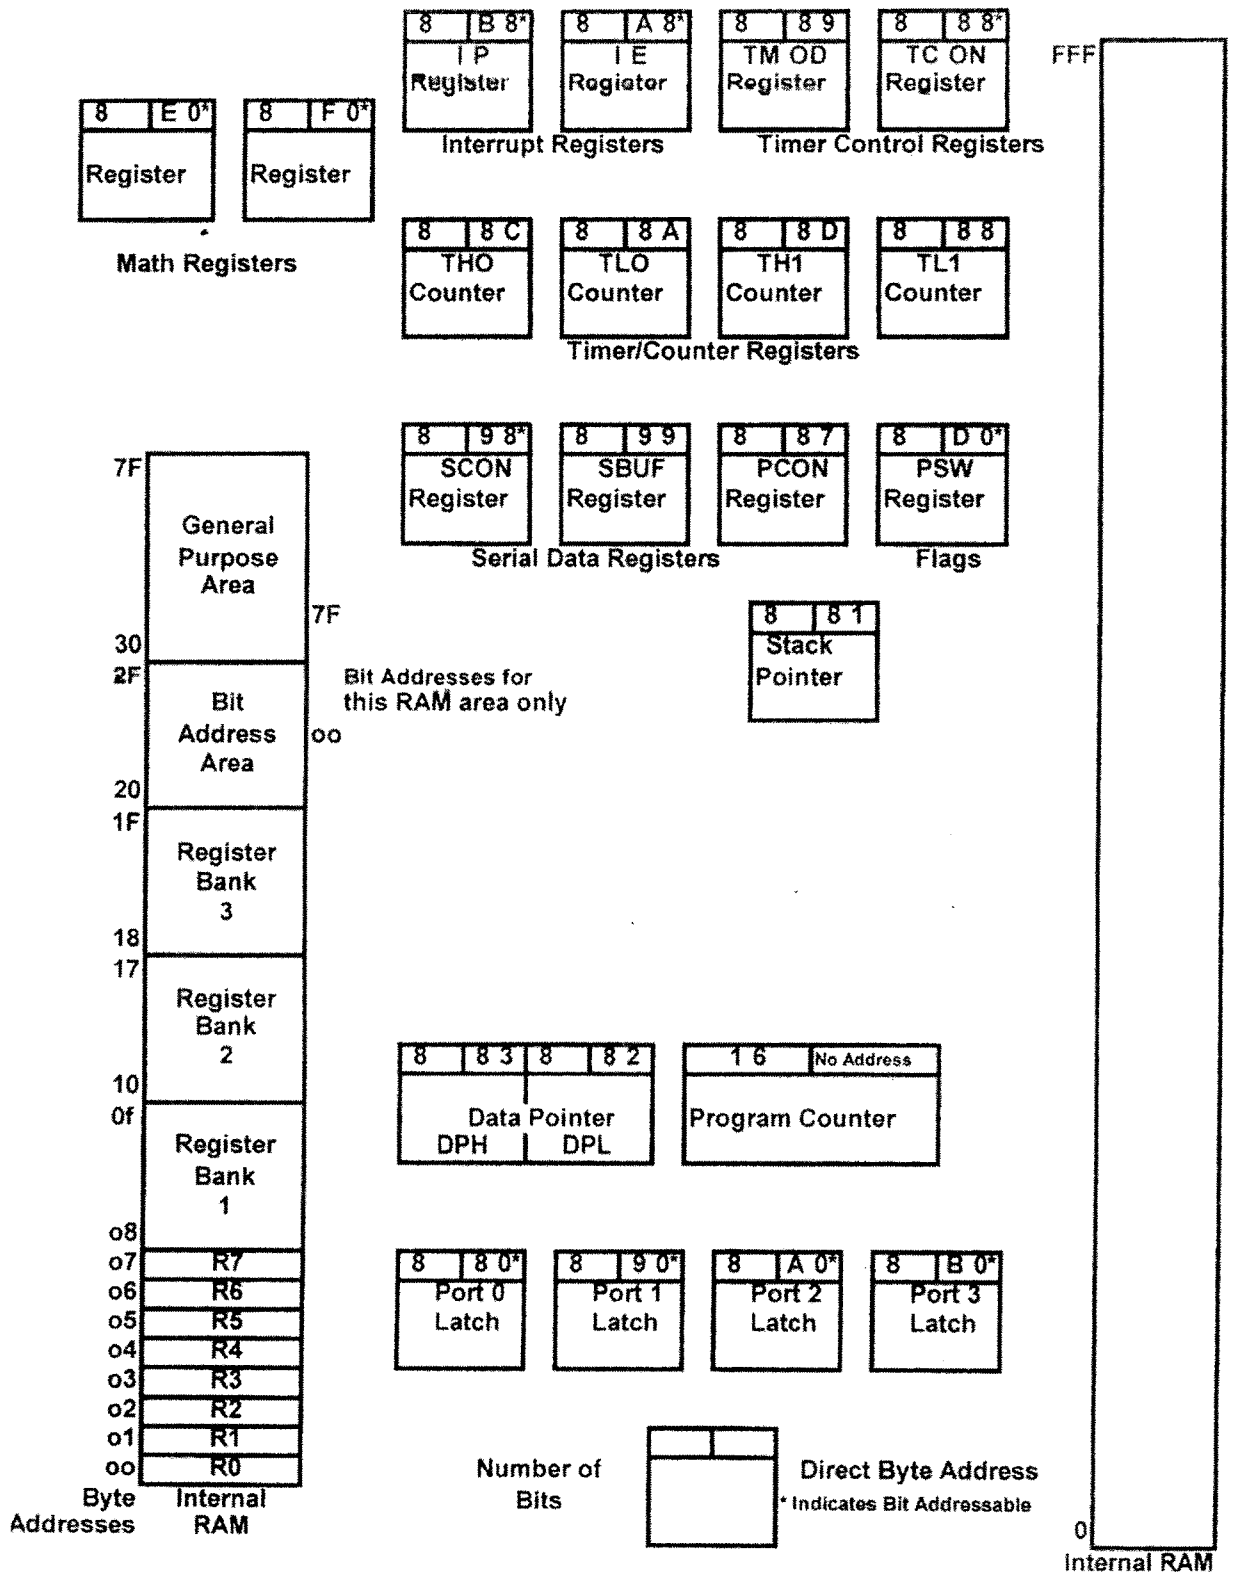 8 B 8*
I P
Register
8 A 8*
I E
Register
Interrupt Registers
8 8 9
TM OD
Register
8 8 8*
TC ON
Register
Timer Control Registers
FFF
8 E 0*
Register
8 F 0*
Register
Math Registers
8 8 C
THO
Counter
8 8 A
TLO
Counter
8 8 D
TH1
Counter
8 8 8
TL1
Counter
Timer/Counter Registers
8 9 8*
SCON
Register
8 9 9
SBUF
Register
8 8 7
PCON
Register
Serial Data Registers
8 D 0*
PSW
Register
Flags
8 8 1
Stack
Pointer
7F
General
Purpose
Area
7F
30
2F
Bit
Address
Area
Bit Addresses for
this RAM area only
oo
20
1F
Register
Bank
3
18
17
Register
Bank
2
10
0f
Register
Bank
1
o8
o7 R7
o6 R6
o5 R5
o4 R4
o3 R3
o2 R2
o1 R1
oo R0
Byte
Addresses
Internal
RAM
8 8 3 8 8 2
Data Pointer
DPH DPL
1 6 No Address
Program Counter
8 8 0*
Port 0
Latch
8 9 0*
Port 1
Latch
8 A 0*
Port 2
Latch
8 B 0*
Port 3
Latch
Number of
Bits
Direct Byte Address
* Indicates Bit Addressable
0
Internal RAM